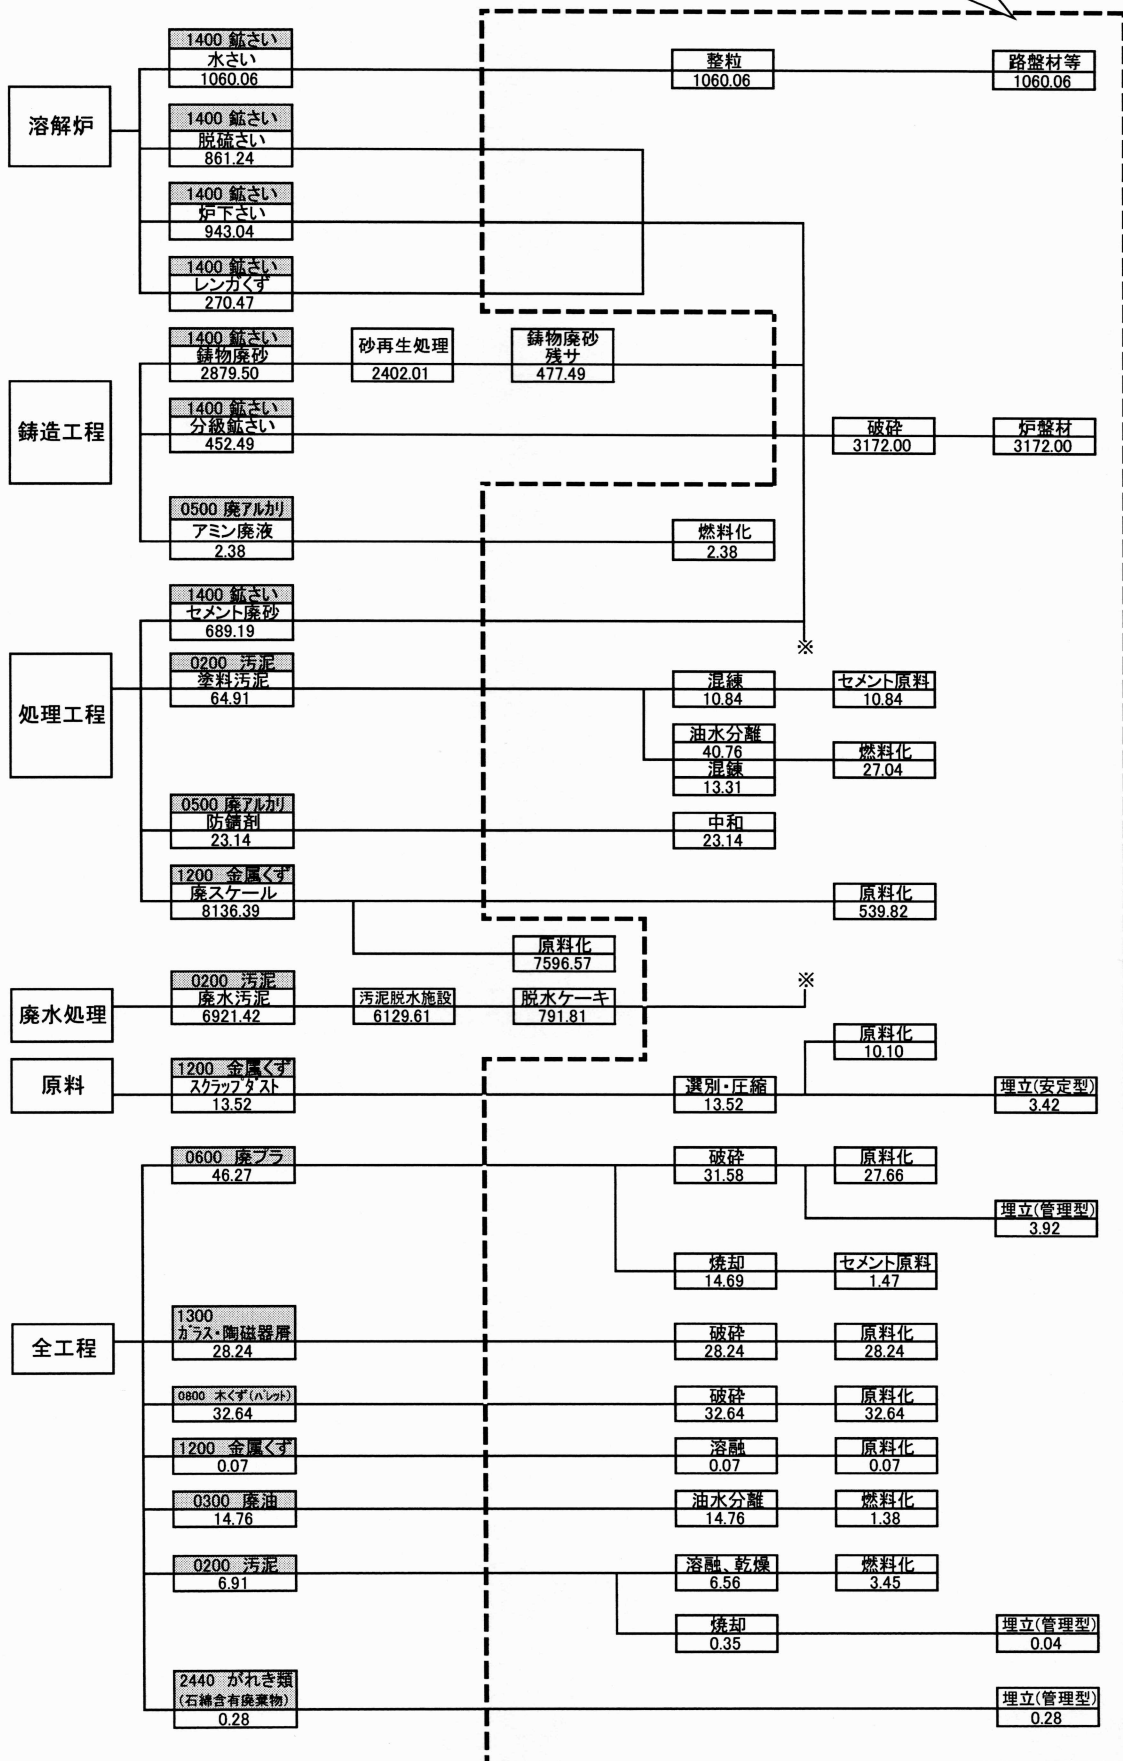 溶解炉
1400 鉱さい
水さい
1060.06
整粒
1060.06
路盤材等
1060.06
1400 鉱さい
脱硫さい
861.24
1400 鉱さい
炉下さい
943.04
1400 鉱さい
レンガくず
270.47
鋳造工程
1400 鉱さい
鋳物廃砂
2879.50
砂再生処理
2402.01
鋳物廃砂
残サ
477.49
1400 鉱さい
分級鉱さい
452.49
破砕
3172.00
炉盤材
3172.00
0500 廃アルカリ
アミン廃液
2.38
燃料化
2.38
処理工程
1400 鉱さい
セメント廃砂
689.19
※
0200 汚泥
塗料汚泥
64.91
混練
10.84
セメント原料
10.84
油水分離
40.76
混錬
13.31
燃料化
27.04
0500 廃アルカリ
防錆剤
23.14
中和
23.14
1200 金属くず
廃スケール
8136.39
原料化
539.82
原料化
7596.57
廃水処理
0200 汚泥
廃水汚泥
6921.42
汚泥脱水施設
6129.61
脱水ケーキ
791.81
※
原料
1200 金属くず
スクラップダスト
13.52
選別・圧縮
13.52
原料化
10.10
埋立(安定型)
3.42
全工程
0600 廃プラ
46.27
破砕
31.58
原料化
27.66
埋立(管理型)
3.92
焼却
14.69
セメント原料
1.47
1300
ガラス・陶磁器屑
28.24
破砕
28.24
原料化
28.24
0800 木くず(パレット)
32.64
破砕
32.64
原料化
32.64
1200 金属くず
0.07
溶融
0.07
原料化
0.07
0300 廃油
14.76
油水分離
14.76
燃料化
1.38
0200 汚泥
6.91
溶融、乾燥
6.56
燃料化
3.45
焼却
0.35
埋立(管理型)
0.04
2440 がれき類
(石綿含有廃棄物)
0.28
埋立(管理型)
0.28